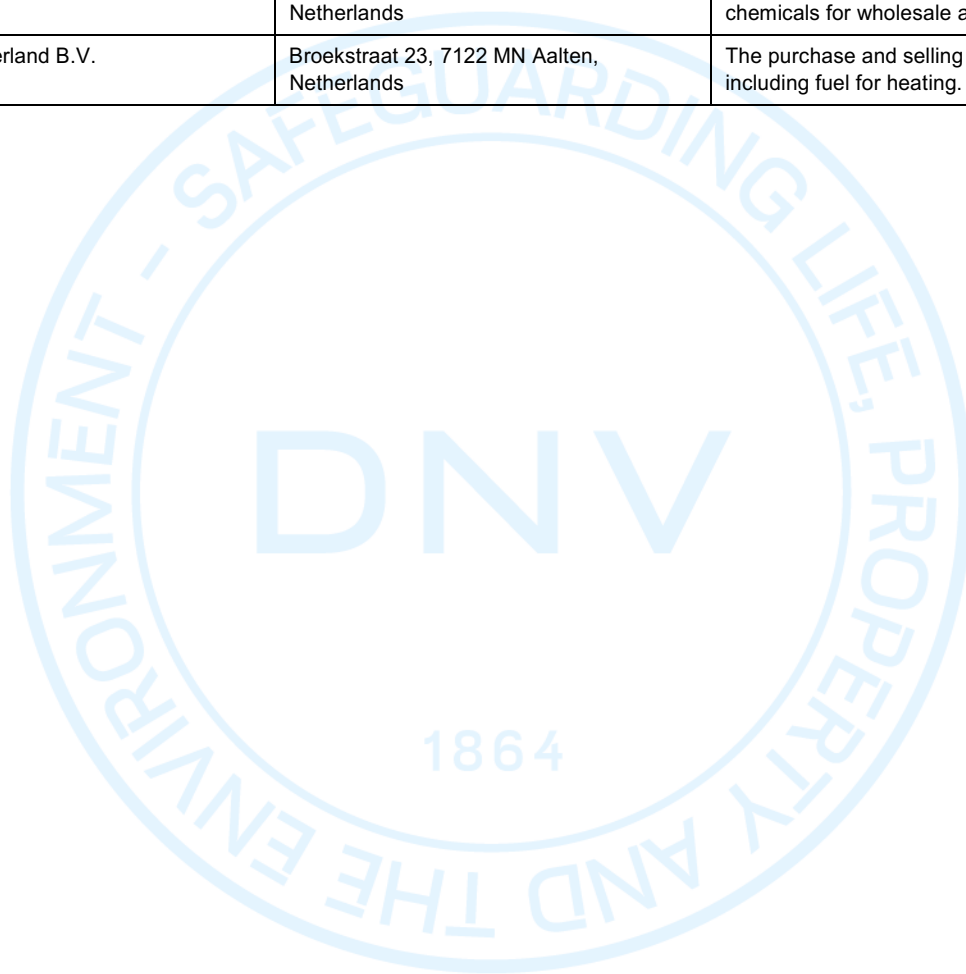 Netherlands
chemicals for wholesale
erland B.V.
Broekstraat 23, 7122 MN Aalten,
Netherlands
The purchase and selling
including fuel for heating.
SAFEGUARDING LIFE, PROPERTY AND THE ENVIRONMENT -
DNV
1864